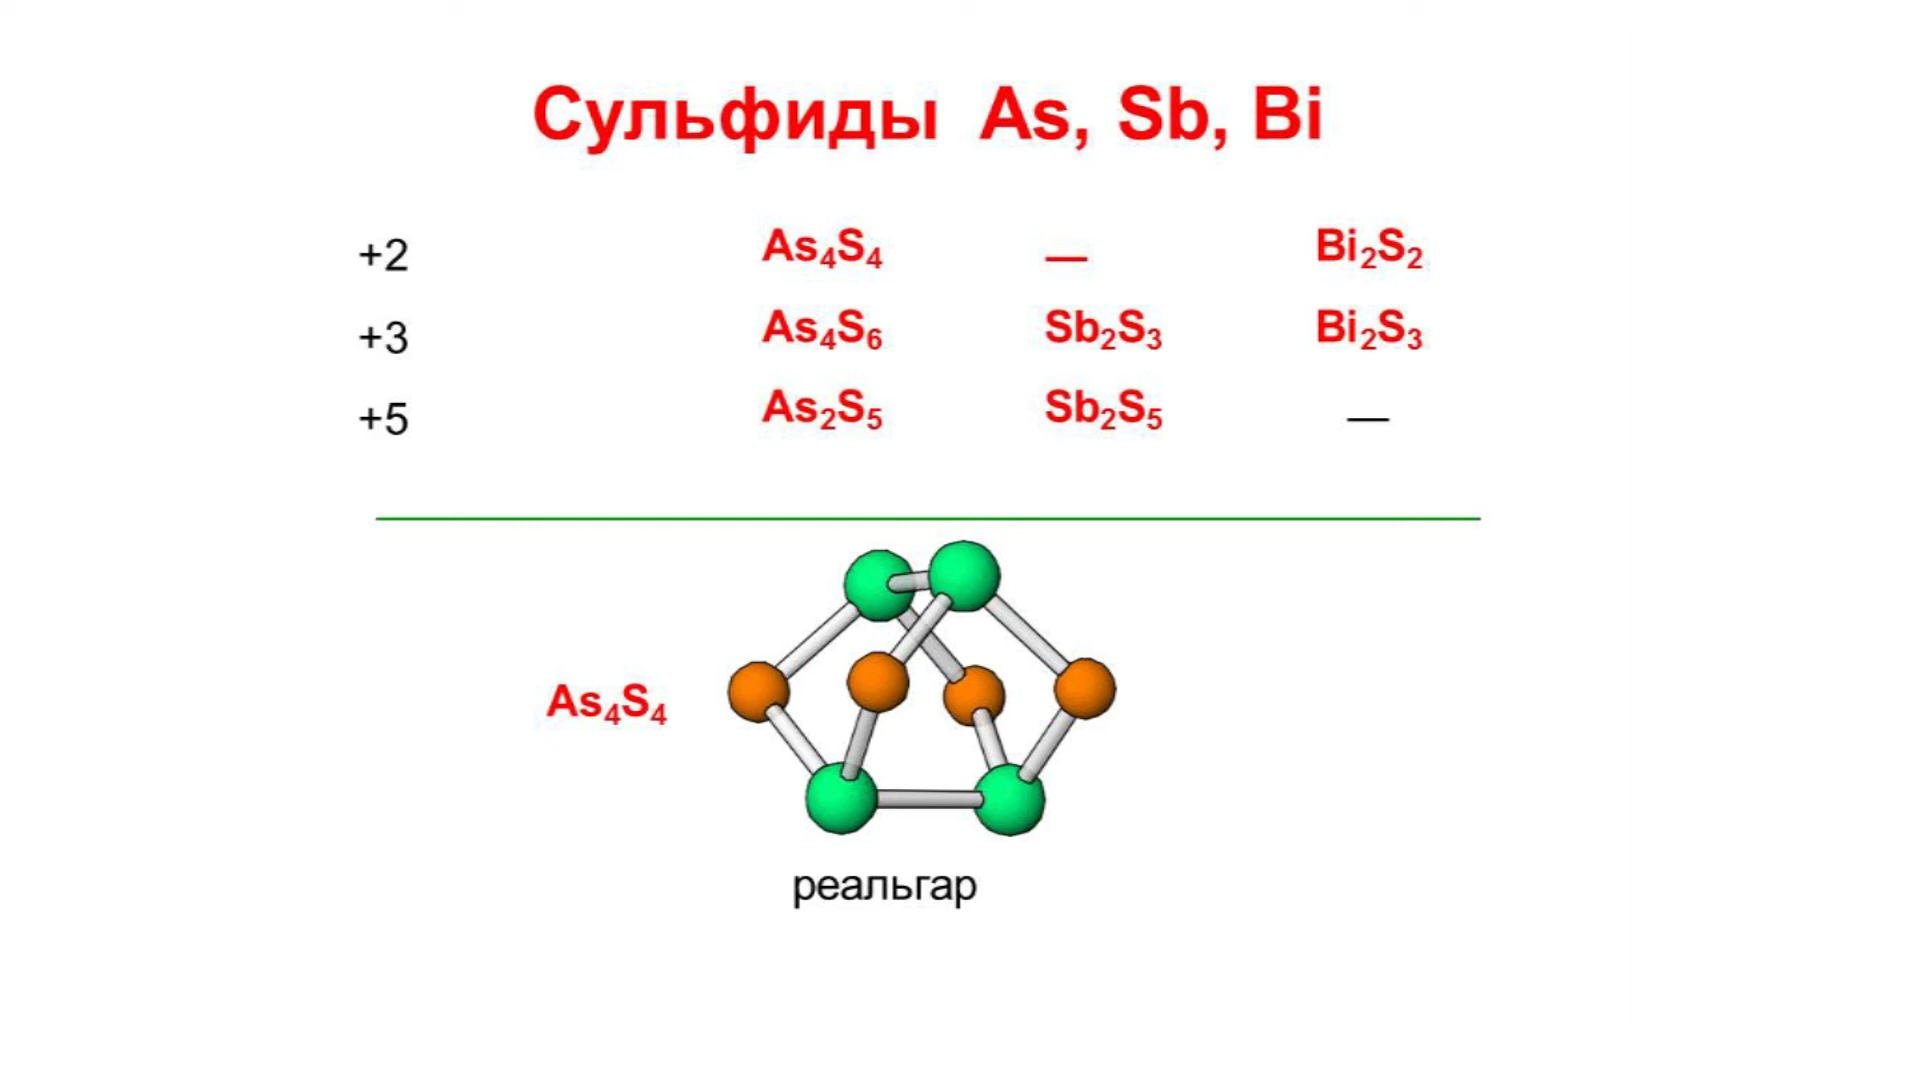 Сульфиды As, Sb, Bi
+2 As₄S₄ — Bi₂S₂
+3 As₄S₆ Sb₂S₃ Bi₂S₃
+5 As₂S₅ Sb₂S₅ —
As₄S₄
реальгар